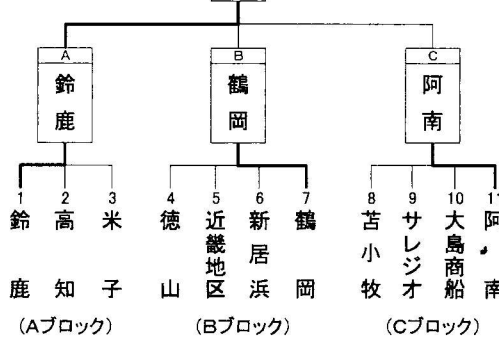 A
鈴鹿
B
鶴岡
C
阿南
1
鈴鹿
2
高知
3
米子
4
徳山
5
近畿地区
6
新居浜
7
鶴岡
8
苫小牧
9
サレジオ
10
大島商船
11
阿南
(Aブロック)
(Bブロック)
(Cブロック)